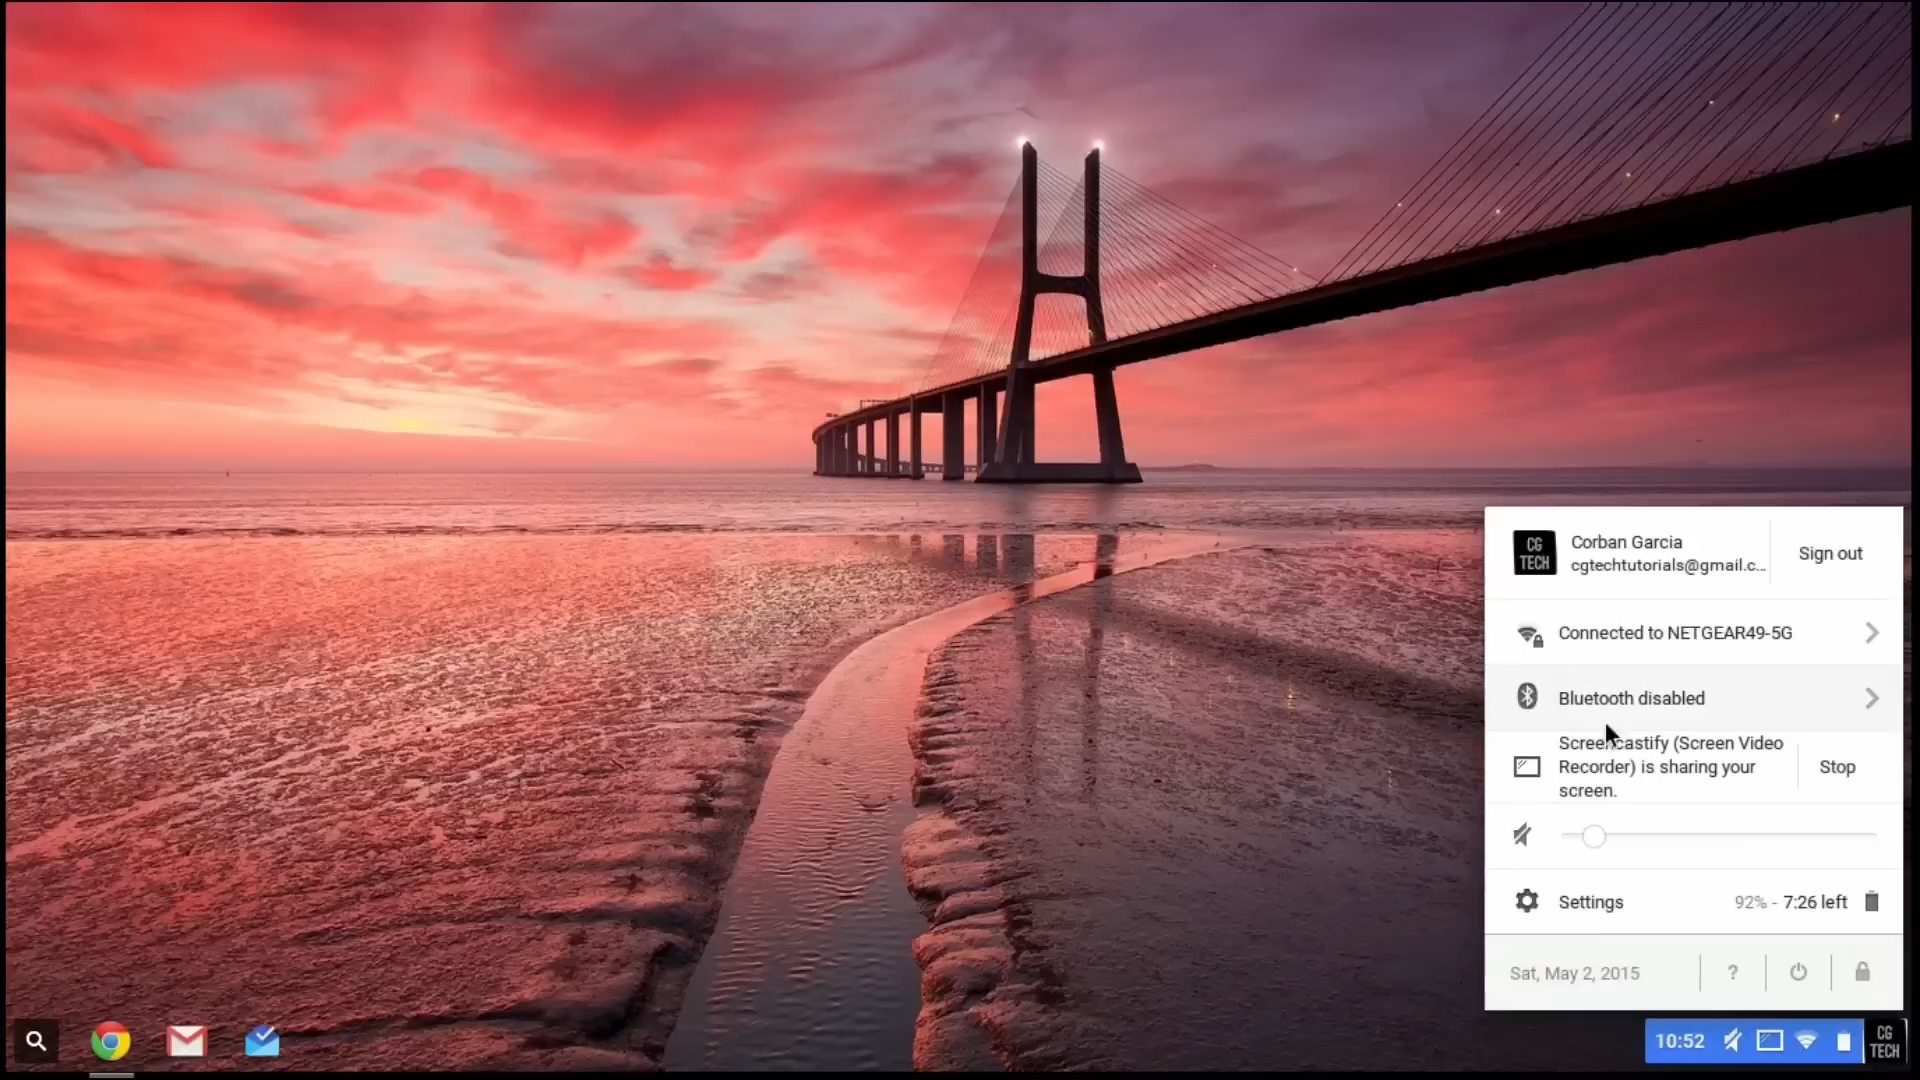 CG
TECH
Corban Garcia
cgtechtutorials@gmail.c...
Sign out
Connected to NETGEAR49-5G
Bluetooth disabled
Screencastify (Screen Video
Recorder) is sharing your
screen.
Stop
Settings
92% - 7:26 left
Sat, May 2, 2015
?
10:52
CG
TECH